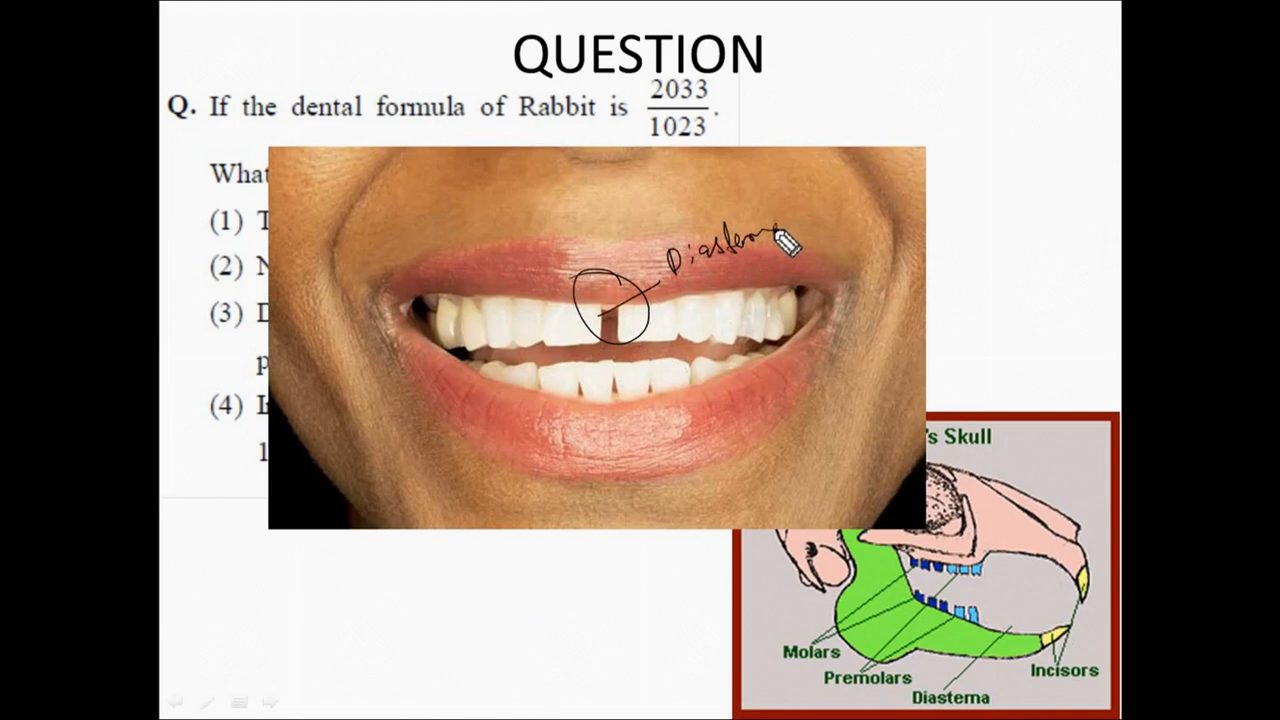 QUESTION
Q. If the dental formula of Rabbit is 2033/1023.
What
(1) T
(2) N
(3) D
p
(4) I
1
Diastema
's Skull
Molars
Premolars
Incisors
Diastema